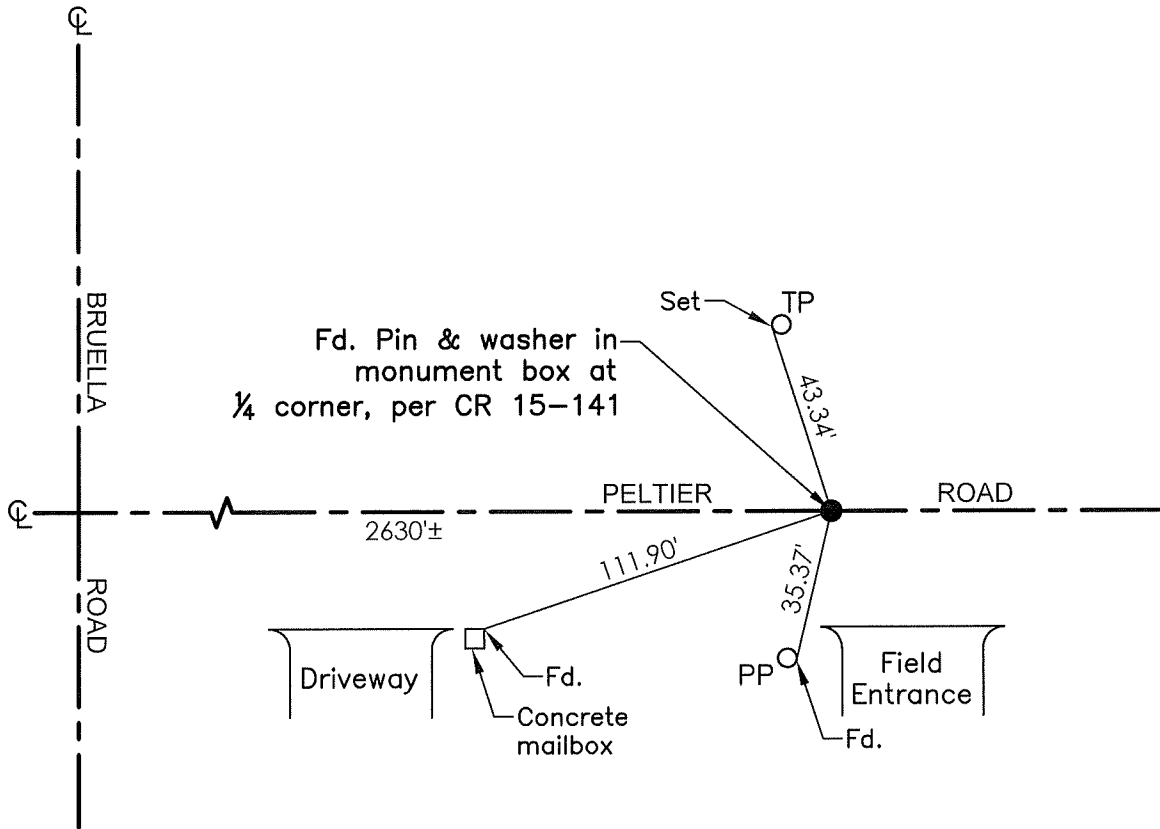 ℄
BRUELLA
ROAD
Set
TP
Fd. Pin & washer in
monument box at
¼ corner, per CR 15-141
43.34'
℄
PELTIER
ROAD
2630'±
111.90'
35.37'
Driveway
Fd.
Concrete
mailbox
PP
Field
Entrance
Fd.